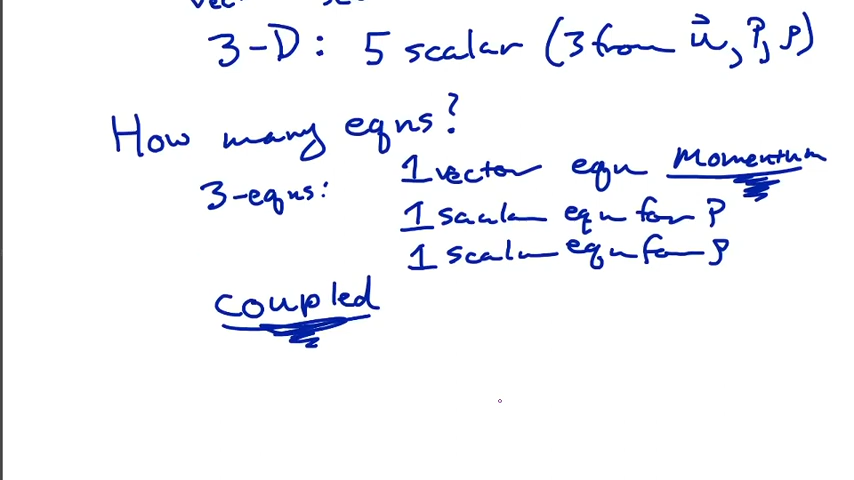 3-D: 5 scalar (3 from u⃗, P, ρ)
How many eqns?
3-eqns: 1 vector eqn Momentum
1 scalar eqn for P
1 scalar eqn for ρ
coupled